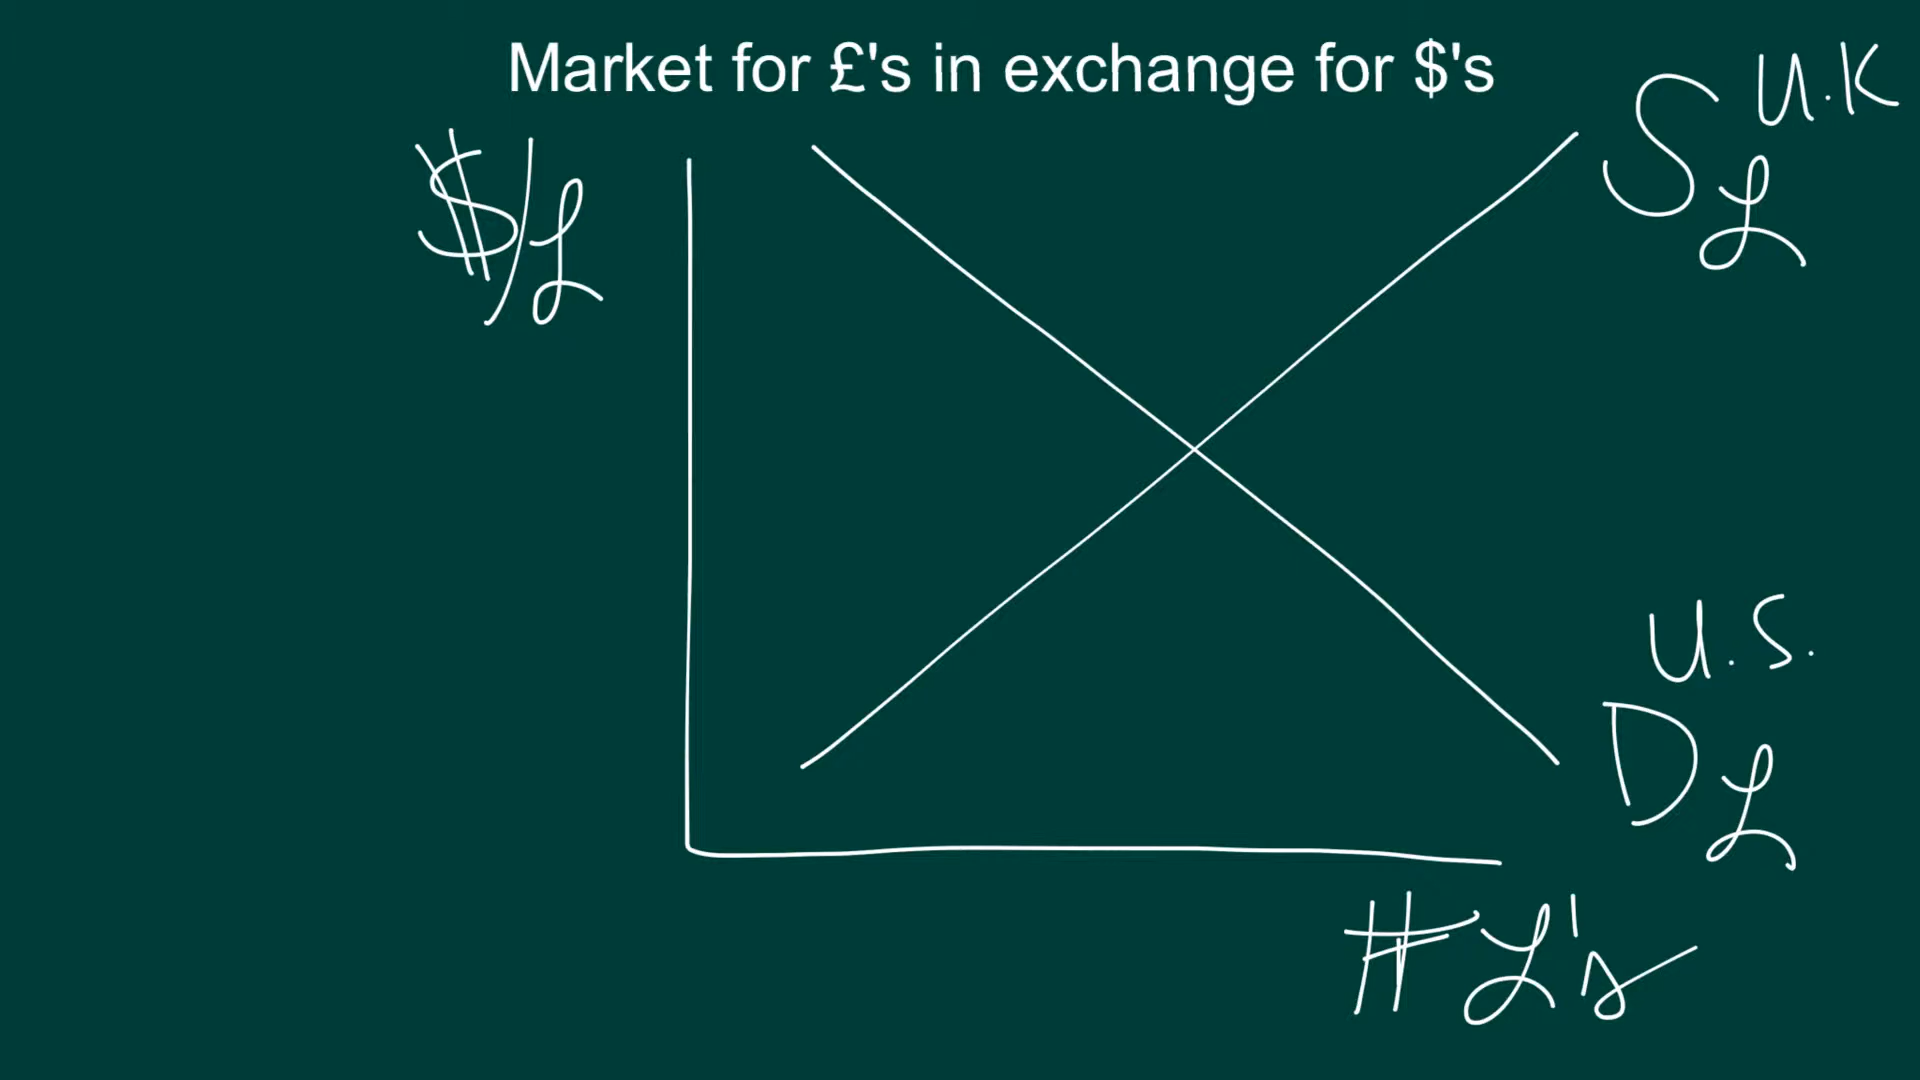 Market for £'s in exchange for $'s
$/£
S£ U.K
U.S.
D£
# £'s